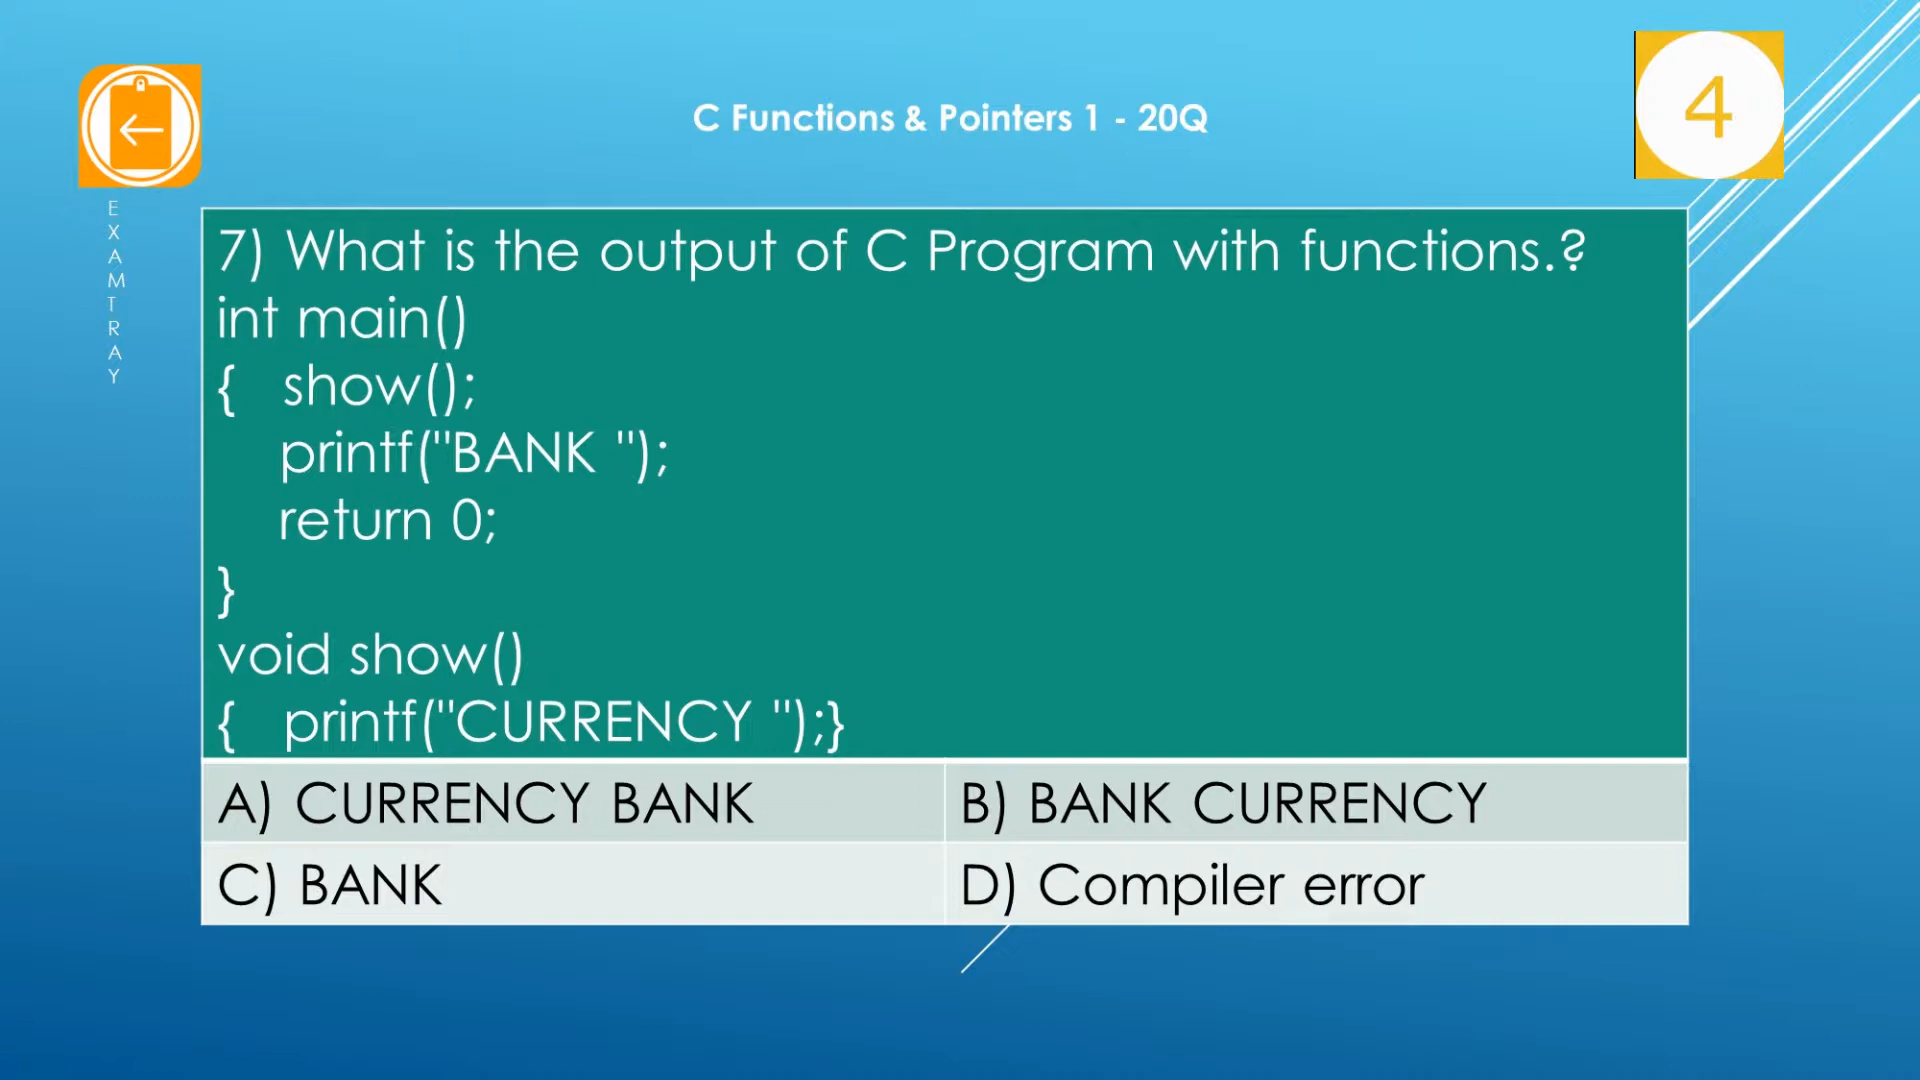 C Functions & Pointers 1 - 20Q
4
E
X
A
M
T
R
A
Y
7) What is the output of C Program with functions.?
int main()
{ show();
printf("BANK ");
return 0;
}
void show()
{ printf("CURRENCY ");}
A) CURRENCY BANK
B) BANK CURRENCY
C) BANK
D) Compiler error